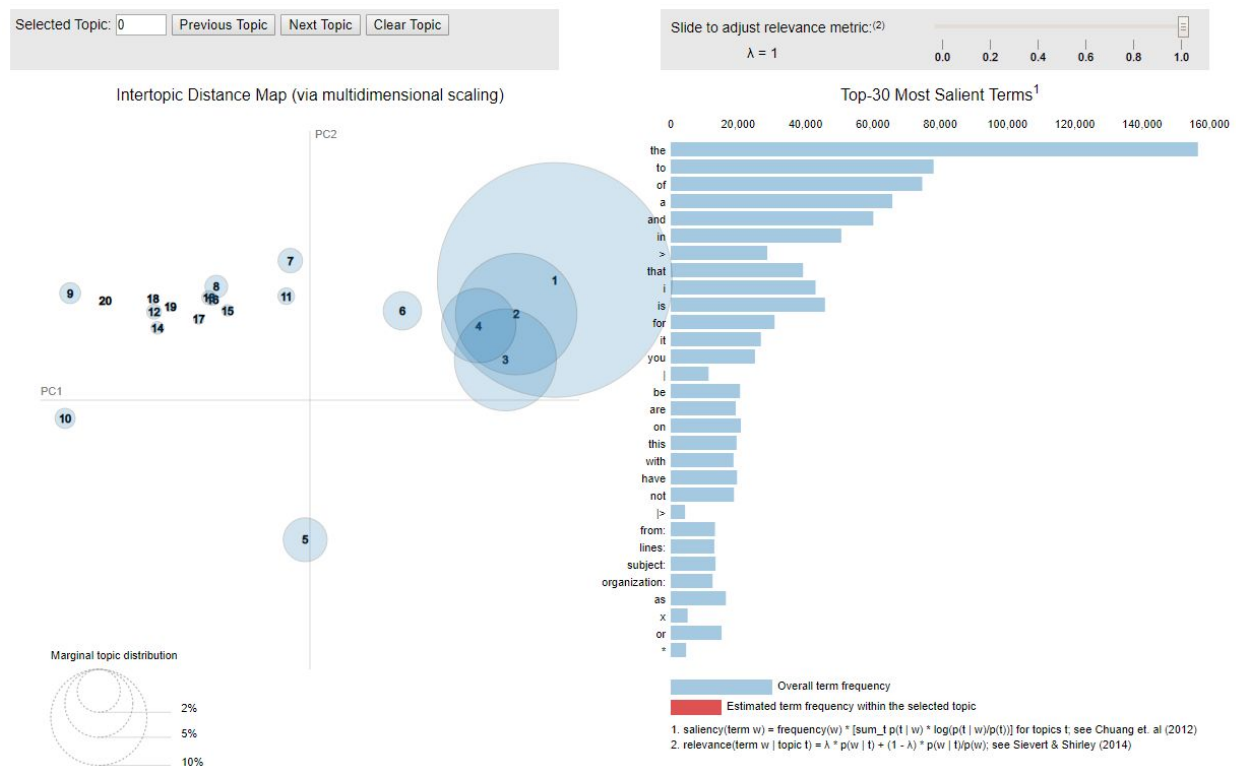 Selected Topic: 0 Previous Topic Next Topic Clear Topic
Slide to adjust relevance metric:(2)
λ = 1
0.0 0.2 0.4 0.6 0.8 1.0
Intertopic Distance Map (via multidimensional scaling)
PC2
PC1
7
8
9
20
18
12
19
14
17
16
15
11
6
1
2
4
3
10
5
Marginal topic distribution
2%
5%
10%
Top-30 Most Salient Terms1
0 20,000 40,000 60,000 80,000 100,000 120,000 140,000 160,000
the
to
of
a
and
in
>
that
i
is
for
it
you
|
be
are
on
this
with
have
not
|>
from:
lines:
subject:
organization:
as
x
or
*
Overall term frequency
Estimated term frequency within the selected topic
1. saliency(term w) = frequency(w) * [sum_t p(t | w) * log(p(t | w)/p(t))] for topics t; see Chuang et. al (2012)
2. relevance(term w | topic t) = λ * p(w | t) + (1 - λ) * p(w | t)/p(w); see Sievert & Shirley (2014)